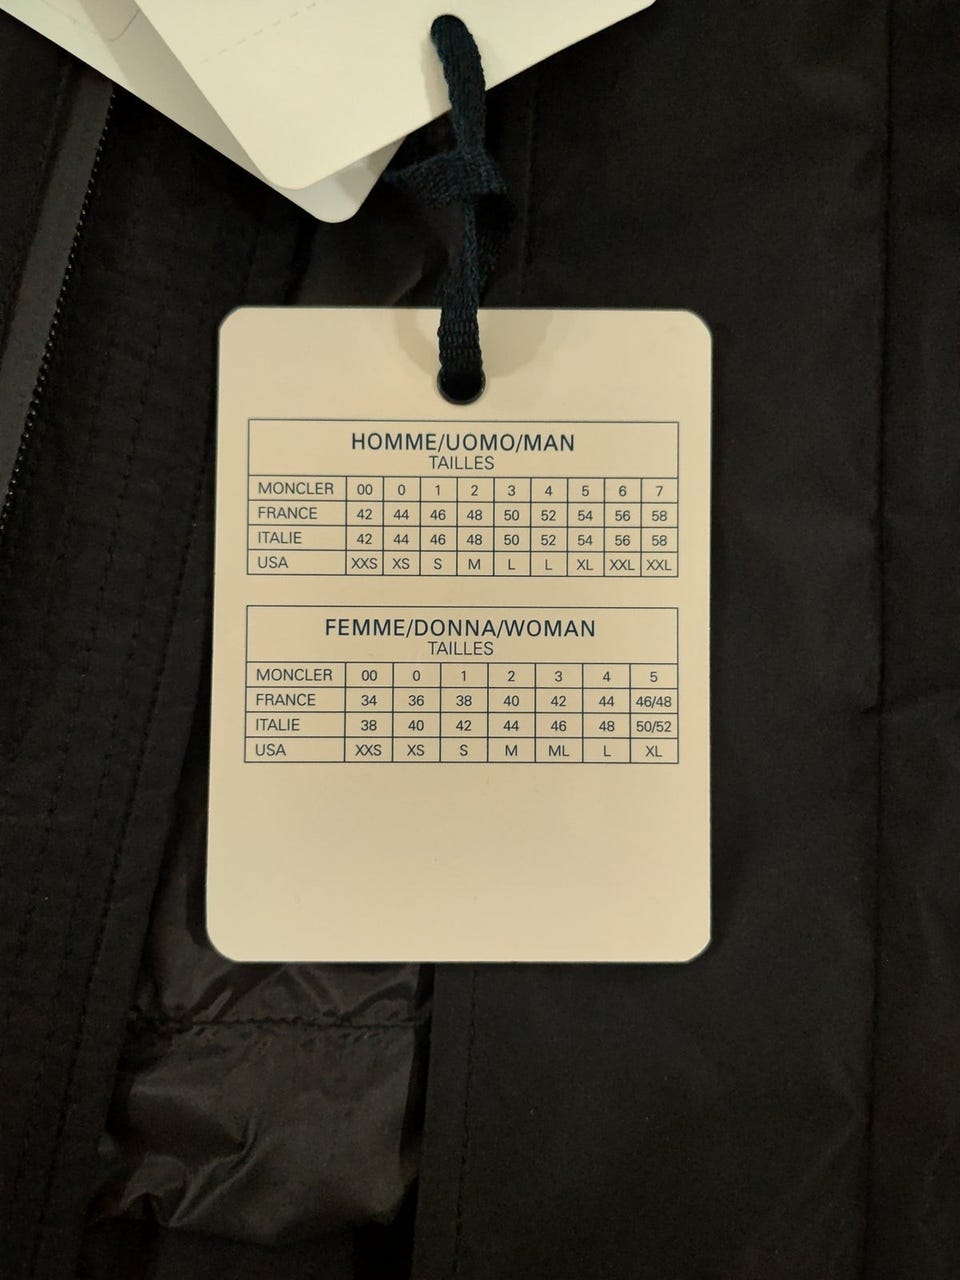 HOMME/UOMO/MAN
TAILLES
MONCLER 00 0 1 2 3 4 5 6 7
FRANCE 42 44 46 48 50 52 54 56 58
ITALIE 42 44 46 48 50 52 54 56 58
USA XXS XS S M L L XL XXL XXL
FEMME/DONNA/WOMAN
TAILLES
MONCLER 00 0 1 2 3 4 5
FRANCE 34 36 38 40 42 44 46/48
ITALIE 38 40 42 44 46 48 50/52
USA XXS XS S M ML L XL